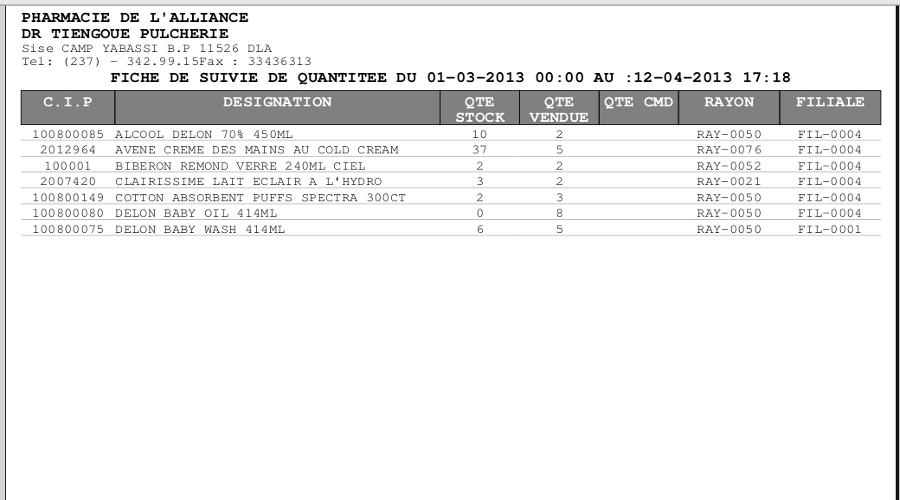 PHARMACIE DE L'ALLIANCE
DR TIENGOUE PULCHERIE
Sise CAMP YABASSI B.P 11526 DLA
Tel: (237) - 342.99.15Fax : 33436313
FICHE DE SUIVIE DE QUANTITEE DU 01-03-2013 00:00 AU :12-04-2013 17:18
C.I.P DESIGNATION QTE STOCK QTE VENDUE QTE CMD RAYON FILIALE
100800085 ALCOOL DELON 70% 450ML 10 2 RAY-0050 FIL-0004
2012964 AVENE CREME DES MAINS AU COLD CREAM 37 5 RAY-0076 FIL-0004
100001 BIBERON REMOND VERRE 240ML CIEL 2 2 RAY-0052 FIL-0004
2007420 CLAIRISSIME LAIT ECLAIR A L'HYDRO 3 2 RAY-0021 FIL-0004
100800149 COTTON ABSORBENT PUFFS SPECTRA 300CT 2 3 RAY-0050 FIL-0004
100800080 DELON BABY OIL 414ML 0 8 RAY-0050 FIL-0004
100800075 DELON BABY WASH 414ML 6 5 RAY-0050 FIL-0001